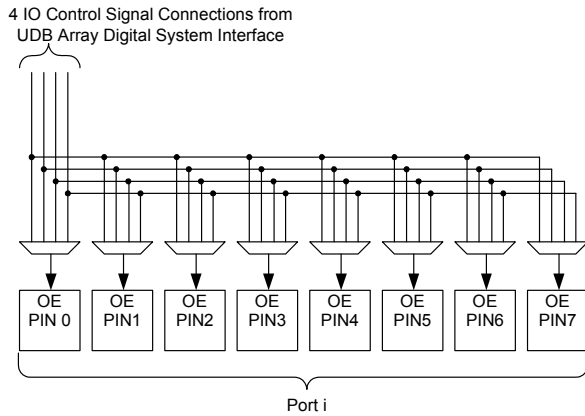 4 IO Control Signal Connections from
UDB Array Digital System Interface
OE OE OE OE OE OE OE OE
PIN 0 PIN1 PIN2 PIN3 PIN4 PIN5 PIN6 PIN7
Port i